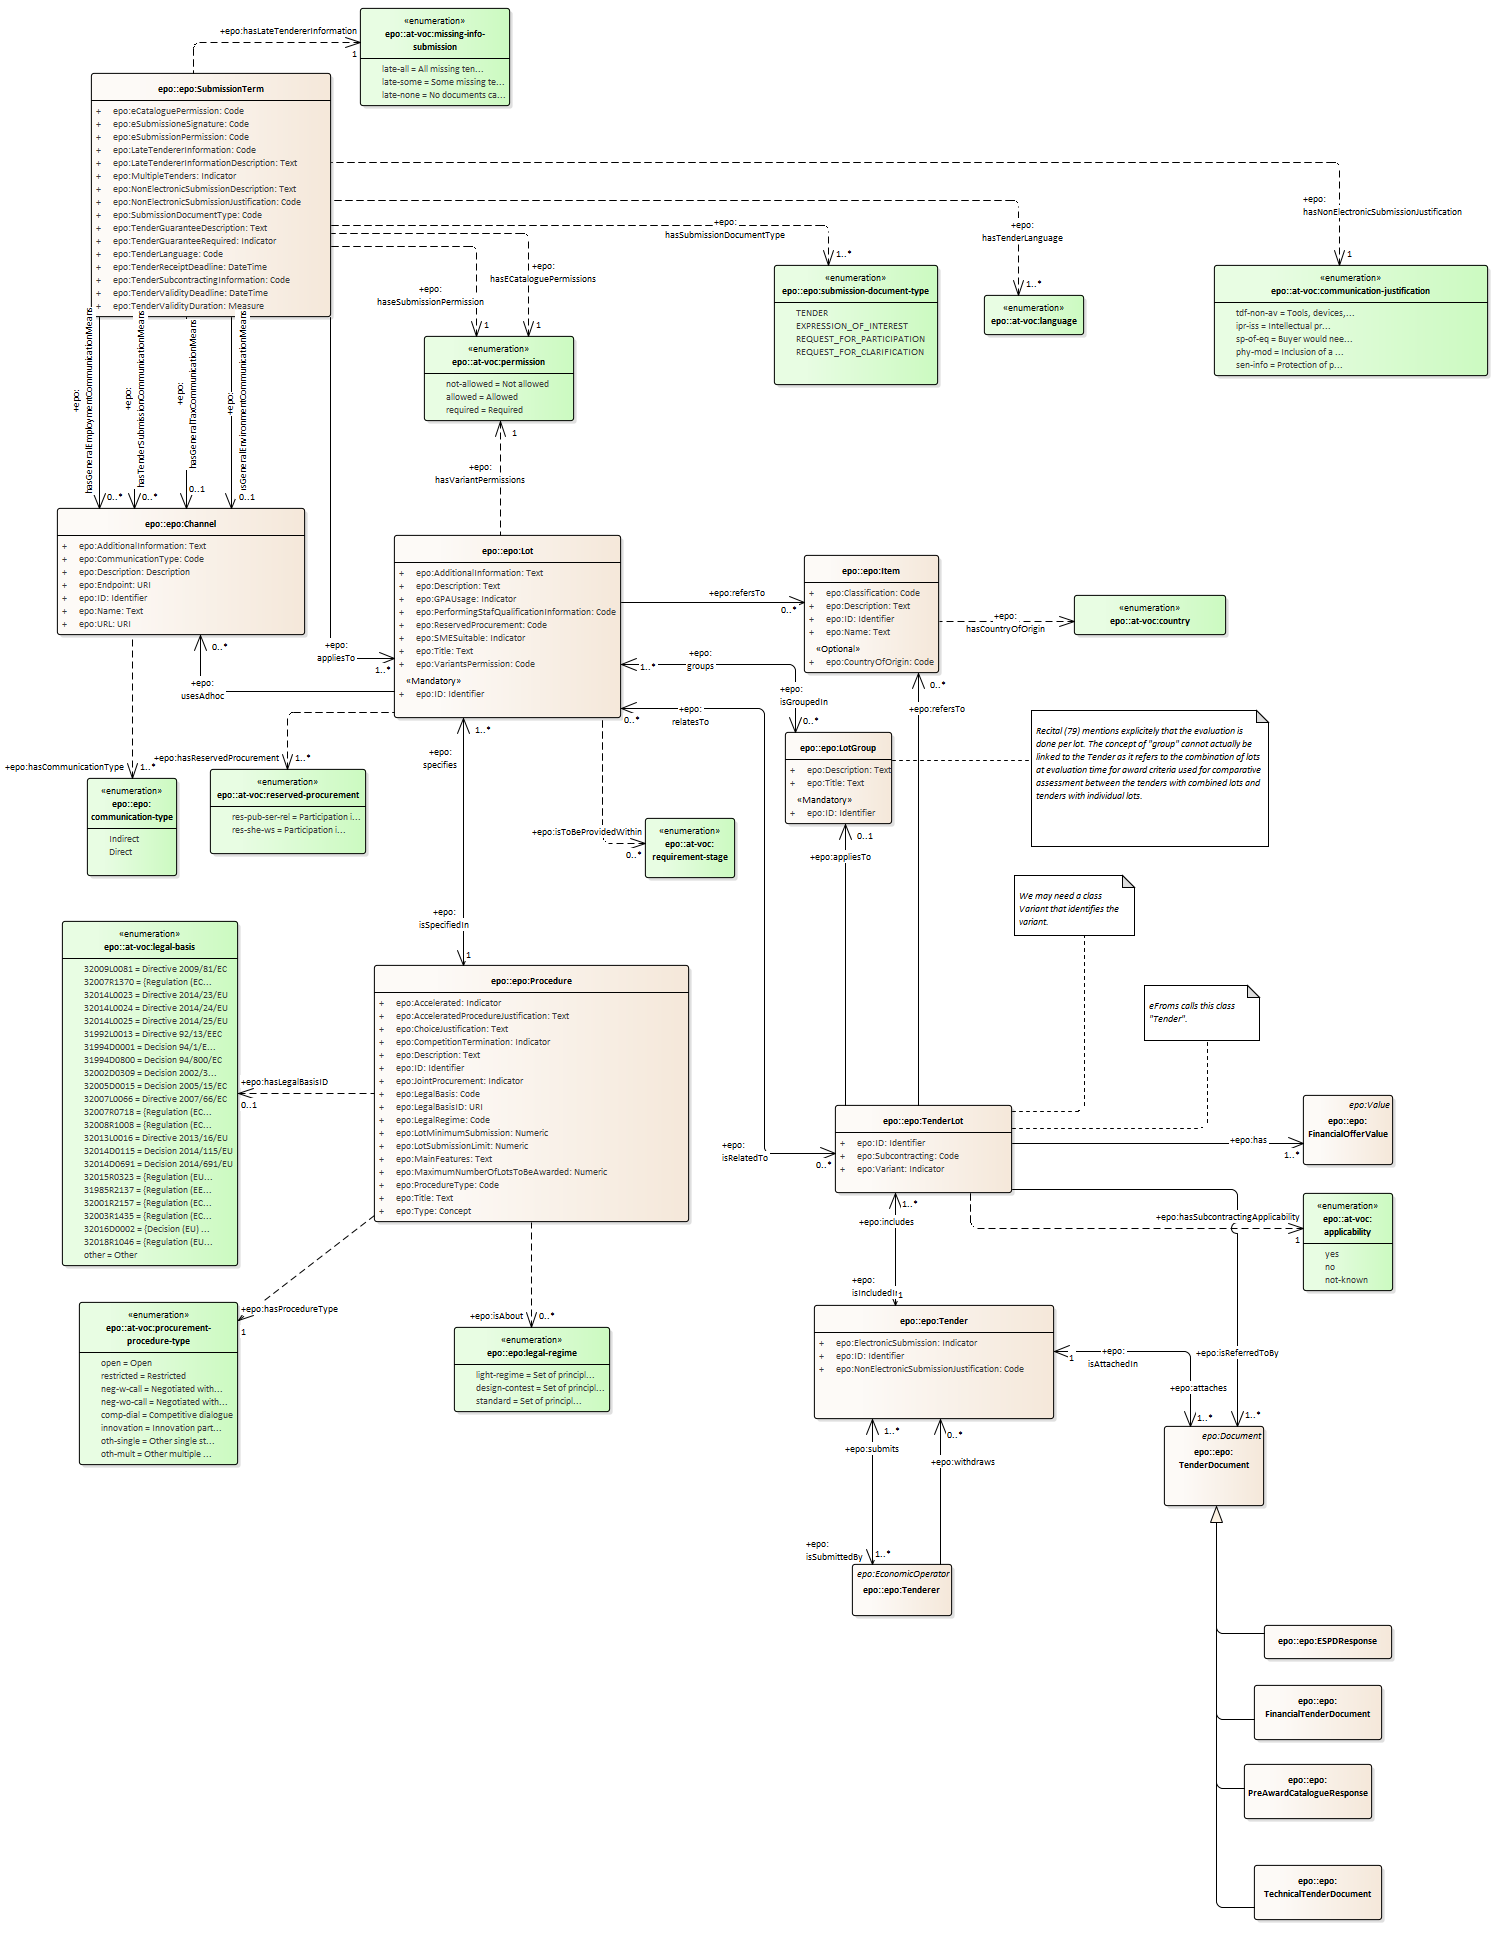 +epo:hasLateTendererInformation
1
«enumeration»
epo::at-voc:missing-info-
submission
late-all = All missing ten...
late-some = Some missing te...
late-none = No documents ca...
epo::epo:SubmissionTerm
+ epo:eCataloguePermission: Code
+ epo:eSubmissioneSignature: Code
+ epo:eSubmissionPermission: Code
+ epo:LateTendererInformation: Code
+ epo:LateTendererInformationDescription: Text
+ epo:MultipleTenders: Indicator
+ epo:NonElectronicSubmissionDescription: Text
+ epo:NonElectronicSubmissionJustification: Code
+ epo:SubmissionDocumentType: Code
+ epo:TenderGuaranteeDescription: Text
+ epo:TenderGuaranteeRequired: Indicator
+ epo:TenderLanguage: Code
+ epo:TenderReceiptDeadline: DateTime
+ epo:TenderSubcontractingInformation: Code
+ epo:TenderValidityDeadline: DateTime
+ epo:TenderValidityDuration: Measure
+epo:
hasNonElectronicSubmissionJustification
1
+epo:
hasTenderLanguage
1..*
+epo:
hasSubmissionDocumentType
1..*
+epo:
hasECataloguePermissions
1
+epo:
haseSubmissionPermission
1
«enumeration»
epo::epo:submission-document-type
TENDER
EXPRESSION_OF_INTEREST
REQUEST_FOR_PARTICIPATION
REQUEST_FOR_CLARIFICATION
«enumeration»
epo::at-voc:language
«enumeration»
epo::at-voc:communication-justification
tdf-non-av = Tools, devices,...
ipr-iss = Intellectual pr...
sp-of-eq = Buyer would nee...
phy-mod = Inclusion of a ...
sen-info = Protection of p...
«enumeration»
epo::at-voc:permission
not-allowed = Not allowed
allowed = Allowed
required = Required
+epo:
hasGeneralEmploymentCommunicationMeans
0..*
+epo:
hasTenderSubmissionCommunicationMeans
0..*
+epo:
hasGeneralTaxCommunicationMeans
0..1
+epo:
isGeneralEnvironmentCommunicationMeans
0..1
1
+epo:
hasVariantPermissions
epo::epo:Channel
+ epo:AdditionalInformation: Text
+ epo:CommunicationType: Code
+ epo:Description: Description
+ epo:Endpoint: URI
+ epo:ID: Identifier
+ epo:Name: Text
+ epo:URL: URI
epo::epo:Lot
+ epo:AdditionalInformation: Text
+ epo:Description: Text
+ epo:GPAUsage: Indicator
+ epo:PerformingStafQualificationInformation: Code
+ epo:ReservedProcurement: Code
+ epo:SMESuitable: Indicator
+ epo:Title: Text
+ epo:VariantsPermission: Code
«Mandatory»
+ epo:ID: Identifier
+epo:refersTo
0..*
epo::epo:Item
+ epo:Classification: Code
+ epo:Description: Text
+ epo:ID: Identifier
+ epo:Name: Text
«Optional»
+ epo:CountryOfOrigin: Code
+epo:
hasCountryOfOrigin
«enumeration»
epo::at-voc:country
+epo:
appliesTo
1..*
0..*
+epo:
usesAdhoc
+epo:
groups
1..*
+epo:
isGroupedIn
0..*
+epo:
relatesTo
0..*
0..*
+epo:refersTo
epo::epo:LotGroup
+ epo:Description: Text
+ epo:Title: Text
«Mandatory»
+ epo:ID: Identifier
Recital (79) mentions explicitely that the evaluation is
done per lot. The concept of "group" cannot actually be
linked to the Tender as it refers to the combination of lots
at evaluation time for award criteria used for comparative
assessment between the tenders with combined lots and
tenders with individual lots.
+epo:hasCommunicationType
1..*
+epo:hasReservedProcurement
1..*
1..*
+epo:
specifies
«enumeration»
epo::epo:
communication-type
Indirect
Direct
«enumeration»
epo::at-voc:reserved-procurement
res-pub-ser-rel = Participation i...
res-she-ws = Participation i...
+epo:isToBeProvidedWithin
0..*
«enumeration»
epo::at-voc:
requirement-stage
0..1
+epo:appliesTo
We may need a class
Variant that identifies the
variant.
+epo:
isSpecifiedIn
1
«enumeration»
epo::at-voc:legal-basis
32009L0081 = Directive 2009/81/EC
32007R1370 = {Regulation (EC...
32014L0023 = Directive 2014/23/EU
32014L0024 = Directive 2014/24/EU
32014L0025 = Directive 2014/25/EU
31992L0013 = Directive 92/13/EEC
31994D0001 = Decision 94/1/E...
31994D0800 = Decision 94/800/EC
32002D0309 = Decision 2002/3...
32005D0015 = Decision 2005/15/EC
32007L0066 = Directive 2007/66/EC
32007R0718 = {Regulation (EC...
32008R1008 = {Regulation (EC...
32013L0016 = Directive 2013/16/EU
32014D0115 = Decision 2014/115/EU
32014D0691 = Decision 2014/691/EU
32015R0323 = {Regulation (EU...
31985R2137 = {Regulation (EE...
32001R2157 = {Regulation (EC...
32003R1435 = {Regulation (EC...
32016D0002 = {Decision (EU) ...
32018R1046 = {Regulation (EU...
other = Other
+epo:hasLegalBasisID
0..1
epo::epo:Procedure
+ epo:Accelerated: Indicator
+ epo:AcceleratedProcedureJustification: Text
+ epo:ChoiceJustification: Text
+ epo:CompetitionTermination: Indicator
+ epo:Description: Text
+ epo:ID: Identifier
+ epo:JointProcurement: Indicator
+ epo:LegalBasis: Code
+ epo:LegalBasisID: URI
+ epo:LegalRegime: Code
+ epo:LotMinimumSubmission: Numeric
+ epo:LotSubmissionLimit: Numeric
+ epo:MainFeatures: Text
+ epo:MaximumNumberOfLotsToBeAwarded: Numeric
+ epo:ProcedureType: Code
+ epo:Title: Text
+ epo:Type: Concept
eFroms calls this class
"Tender".
epo::epo:TenderLot
+ epo:ID: Identifier
+ epo:Subcontracting: Code
+ epo:Variant: Indicator
+epo:
isRelatedTo
0..*
+epo:has
1..*
epo:Value
epo::epo:
FinancialOfferValue
+epo:hasSubcontractingApplicability
1
«enumeration»
epo::at-voc:
applicability
yes
no
not-known
1..*
+epo:includes
+epo:
isIncludedIn
1
+epo:hasProcedureType
1
«enumeration»
epo::at-voc:procurement-
procedure-type
open = Open
restricted = Restricted
neg-w-call = Negotiated with...
neg-wo-call = Negotiated with...
comp-dial = Competitive dialogue
innovation = Innovation part...
oth-single = Other single st...
oth-mult = Other multiple ...
+epo:isAbout
0..*
«enumeration»
epo::epo:legal-regime
light-regime = Set of principl...
design-contest = Set of principl...
standard = Set of principl...
epo::epo:Tender
+ epo:ElectronicSubmission: Indicator
+ epo:ID: Identifier
+ epo:NonElectronicSubmissionJustification: Code
1
+epo:
isAttachedIn
+epo:attaches
1..*
+epo:isReferredToBy
1..*
epo:Document
epo::epo:
TenderDocument
1..*
+epo:submits
0..*
+epo:withdraws
+epo:
isSubmittedBy
1..*
epo:EconomicOperator
epo::epo:Tenderer
epo::epo:ESPDResponse
epo::epo:
FinancialTenderDocument
epo::epo:
PreAwardCatalogueResponse
epo::epo:
TechnicalTenderDocument